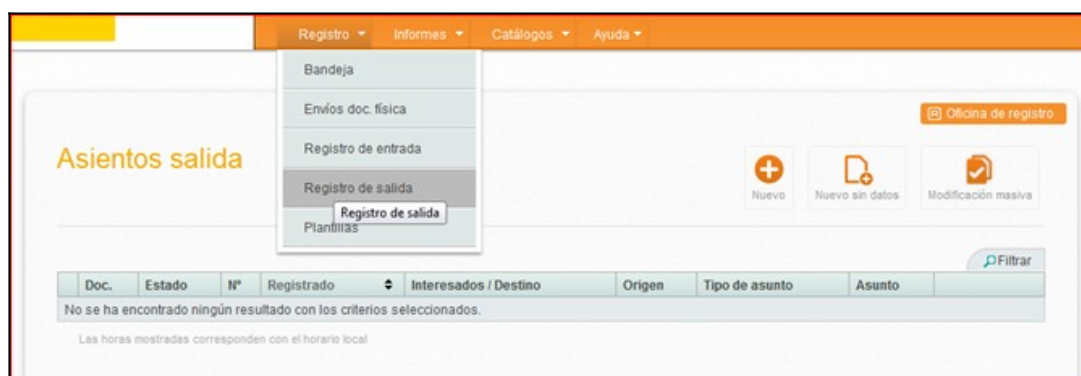 Registro Informes Catálogos Ayuda
Bandeja
Envíos doc. física
Registro de entrada
Registro de salida
Registro de salida
Plantillas
Oficina de registro
Asientos salida
Nuevo
Nuevo sin datos
Modificación masiva
Filtrar
Doc. Estado Nº Registrado Interesados / Destino Origen Tipo de asunto Asunto
No se ha encontrado ningún resultado con los criterios seleccionados.
Las horas mostradas corresponden con el horario local